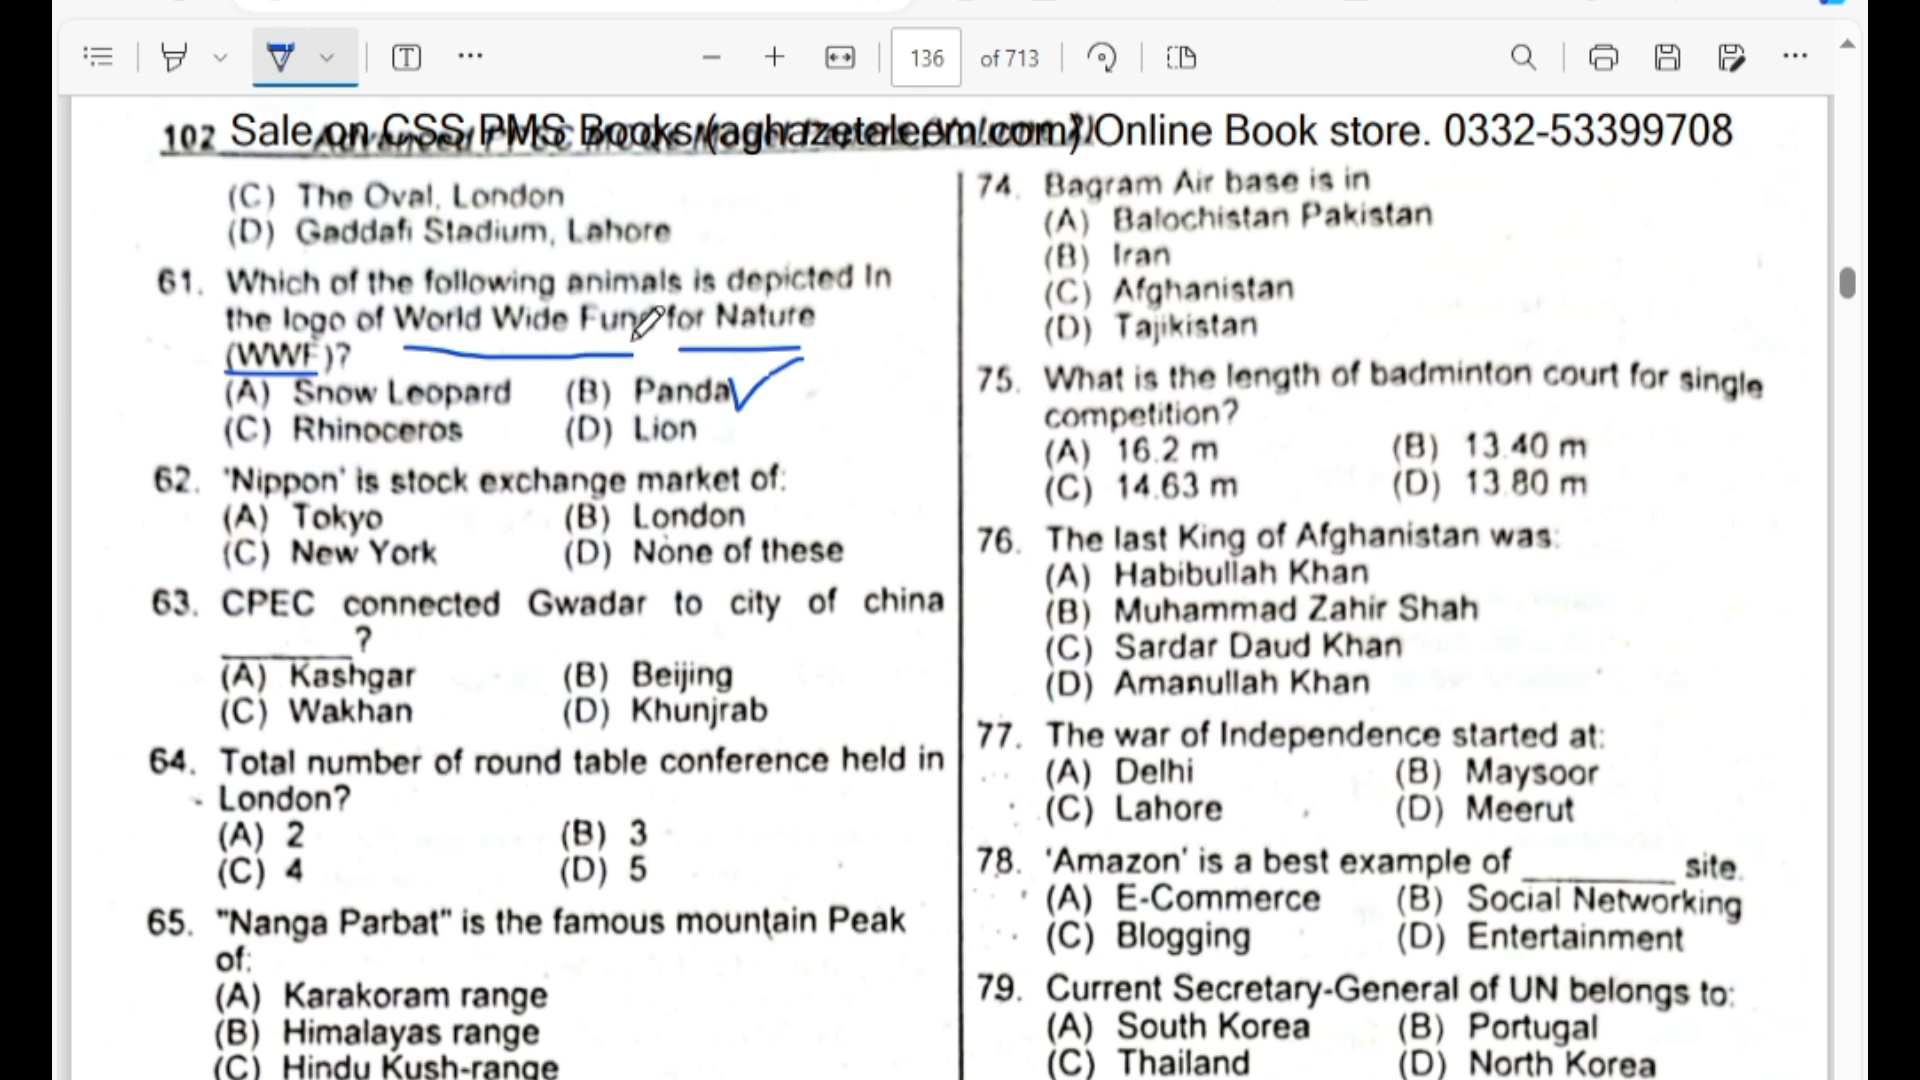 136 of 713
102 Sale on CSS PMS Books (aghazetaleem.com) Online Book store. 0332-53399708
(C) The Oval, London
(D) Gaddafi Stadium, Lahore
61. Which of the following animals is depicted In
the logo of World Wide Fund for Nature
(WWF)?
(A) Snow Leopard (B) Panda
(C) Rhinoceros (D) Lion
62. 'Nippon' is stock exchange market of:
(A) Tokyo (B) London
(C) New York (D) None of these
63. CPEC connected Gwadar to city of china
______?
(A) Kashgar (B) Beijing
(C) Wakhan (D) Khunjrab
64. Total number of round table conference held in
London?
(A) 2 (B) 3
(C) 4 (D) 5
65. "Nanga Parbat" is the famous mountain Peak
of:
(A) Karakoram range
(B) Himalayas range
(C) Hindu Kush-range
74. Bagram Air base is in
(A) Balochistan Pakistan
(B) Iran
(C) Afghanistan
(D) Tajikistan
75. What is the length of badminton court for single
competition?
(A) 16.2 m (B) 13.40 m
(C) 14.63 m (D) 13.80 m
76. The last King of Afghanistan was:
(A) Habibullah Khan
(B) Muhammad Zahir Shah
(C) Sardar Daud Khan
(D) Amanullah Khan
77. The war of Independence started at:
(A) Delhi (B) Maysoor
(C) Lahore (D) Meerut
78. 'Amazon' is a best example of ________ site.
(A) E-Commerce (B) Social Networking
(C) Blogging (D) Entertainment
79. Current Secretary-General of UN belongs to:
(A) South Korea (B) Portugal
(C) Thailand (D) North Korea